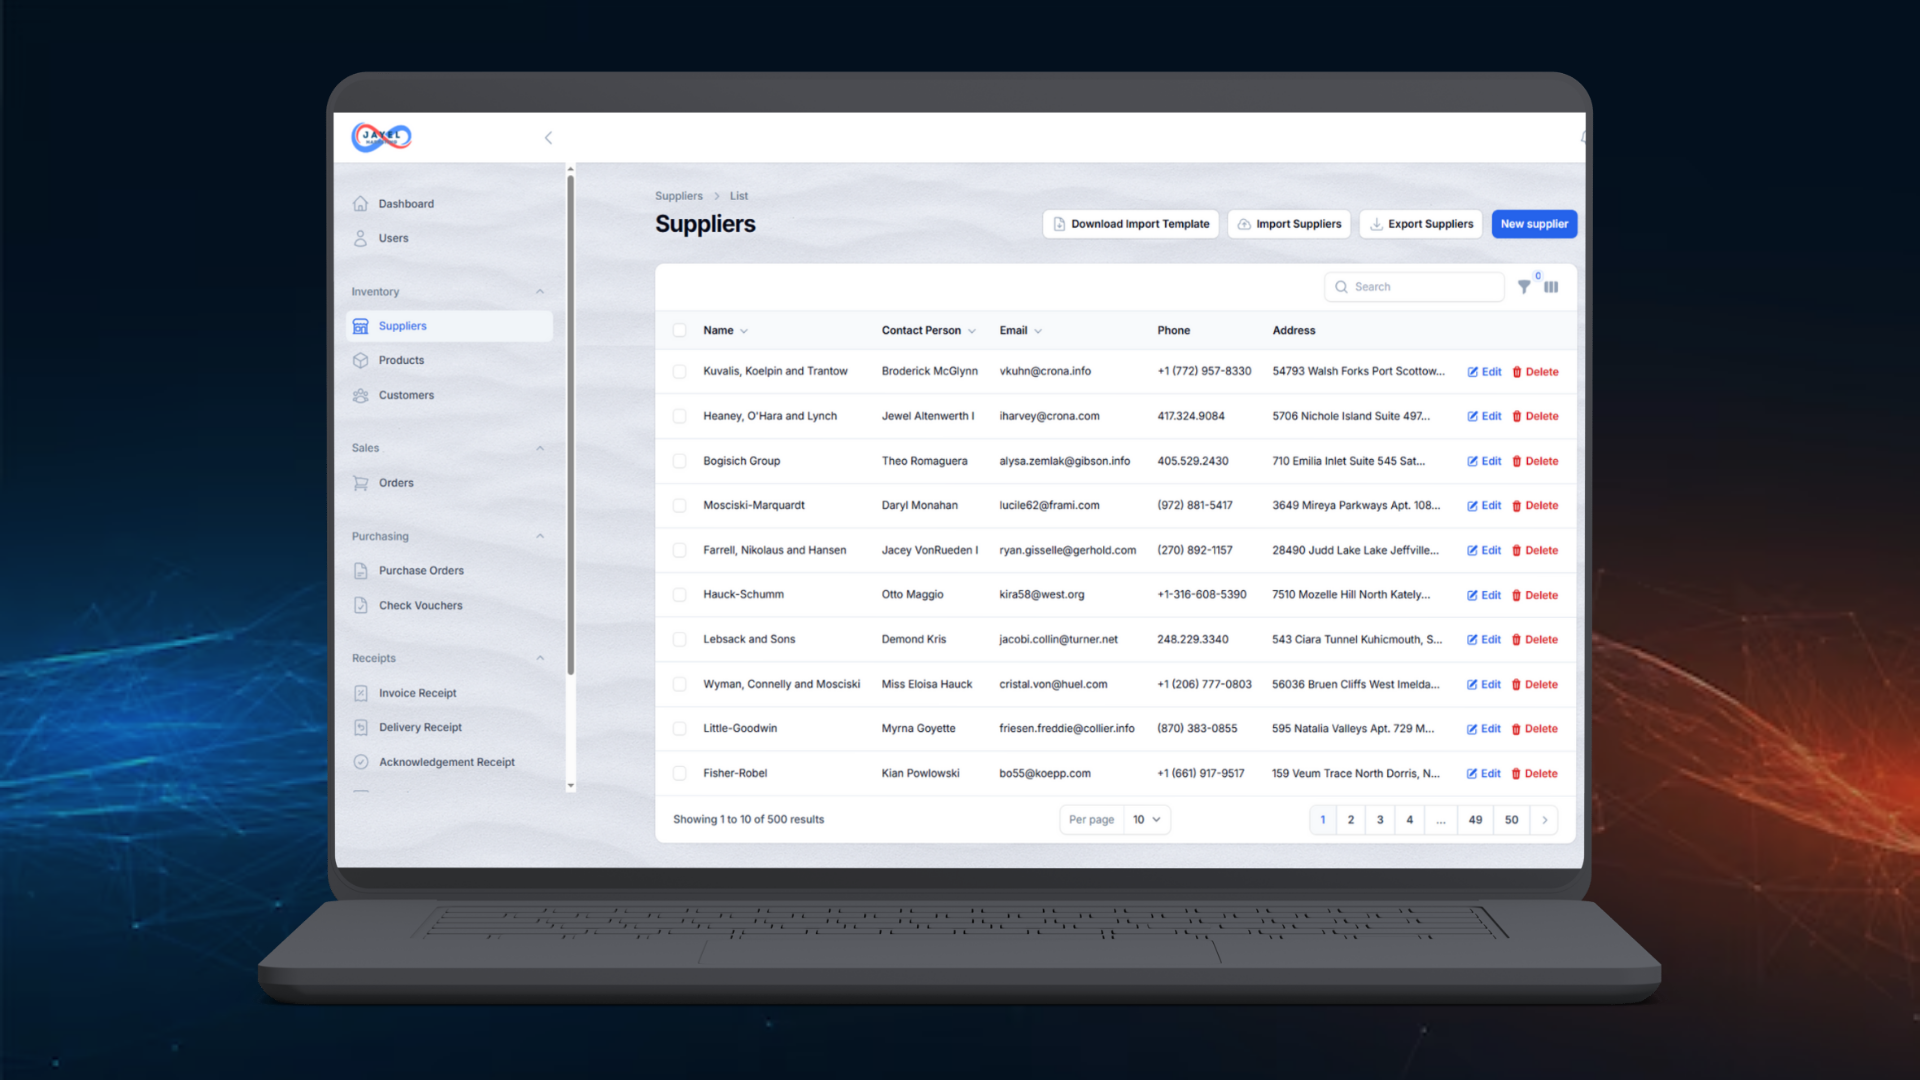 JAYEL
Dashboard
Users
Inventory
Suppliers
Products
Customers
Sales
Orders
Purchasing
Purchase Orders
Check Vouchers
Receipts
Invoice Receipt
Delivery Receipt
Acknowledgement Receipt
Suppliers > List
Suppliers
Download Import Template Import Suppliers Export Suppliers New supplier
Search 0
Name Contact Person Email Phone Address
Kuvalis, Koelpin and Trantow Broderick McGlynn vkuhn@crona.info +1 (772) 957-8330 54793 Walsh Forks Port Scottow... Edit Delete
Heaney, O'Hara and Lynch Jewel Altenwerth I iharvey@crona.com 417.324.9084 5706 Nichole Island Suite 497... Edit Delete
Bogisich Group Theo Romaguera alysa.zemlak@gibson.info 405.529.2430 710 Emilia Inlet Suite 545 Sat... Edit Delete
Mosciski-Marquardt Daryl Monahan lucile62@frami.com (972) 881-5417 3649 Mireya Parkways Apt. 108... Edit Delete
Farrell, Nikolaus and Hansen Jacey VonRueden I ryan.gisselle@gerhold.com (270) 892-1157 28490 Judd Lake Lake Jeffville... Edit Delete
Hauck-Schumm Otto Maggio kira58@west.org +1-316-608-5390 7510 Mozelle Hill North Kately... Edit Delete
Lebsack and Sons Demond Kris jacobi.collin@turner.net 248.229.3340 543 Ciara Tunnel Kuhicmouth, S... Edit Delete
Wyman, Connelly and Mosciski Miss Eloisa Hauck cristal.von@huel.com +1 (206) 777-0803 56036 Bruen Cliffs West Imelda... Edit Delete
Little-Goodwin Myrna Goyette friesen.freddie@collier.info (870) 383-0855 595 Natalia Valleys Apt. 729 M... Edit Delete
Fisher-Robel Kian Powlowski bo55@koepp.com +1 (661) 917-9517 159 Veum Trace North Dorris, N... Edit Delete
Showing 1 to 10 of 500 results Per page 10 1 2 3 4 ... 49 50